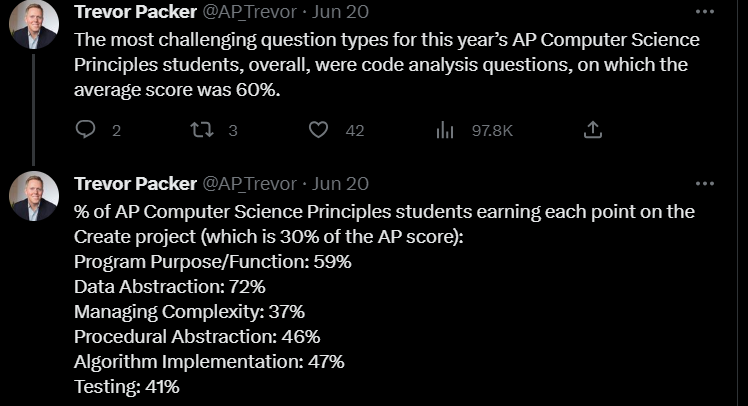 Trevor Packer @AP_Trevor · Jun 20
The most challenging question types for this year's AP Computer Science
Principles students, overall, were code analysis questions, on which the
average score was 60%.
2 3 42 97.8K
Trevor Packer @AP_Trevor · Jun 20
% of AP Computer Science Principles students earning each point on the
Create project (which is 30% of the AP score):
Program Purpose/Function: 59%
Data Abstraction: 72%
Managing Complexity: 37%
Procedural Abstraction: 46%
Algorithm Implementation: 47%
Testing: 41%